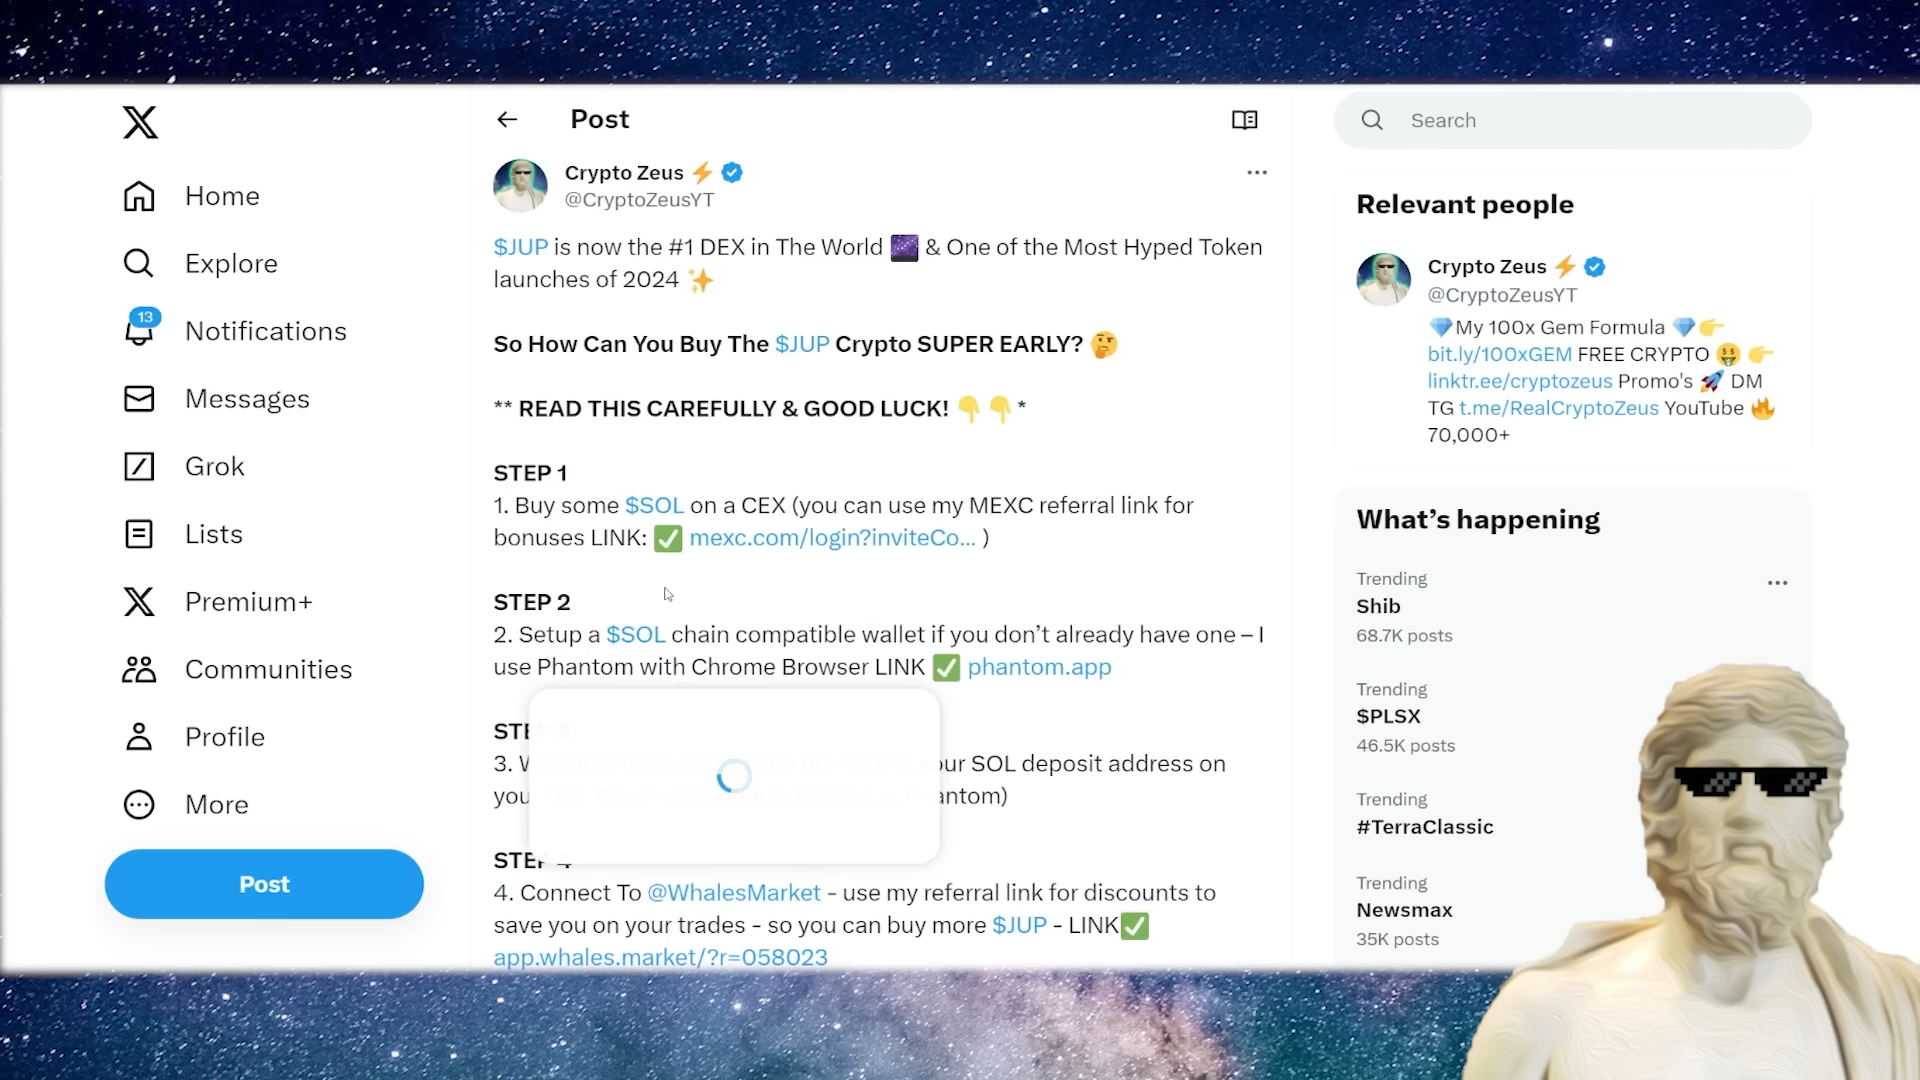 Post
Search
Crypto Zeus⚡
@CryptoZeusYT
$JUP is now the #1 DEX in The World 🌌 & One of the Most Hyped Token
launches of 2024 ✨
So How Can You Buy The $JUP Crypto SUPER EARLY? 🤔
** READ THIS CAREFULLY & GOOD LUCK! 👇👇*
STEP 1
1. Buy some $SOL on a CEX (you can use my MEXC referral link for
bonuses LINK: ✅ mexc.com/login?inviteCo... )
STEP 2
2. Setup a $SOL chain compatible wallet if you don’t already have one – I
use Phantom with Chrome Browser LINK ✅ phantom.app
3.
your SOL deposit address on
you
STEP 4
4. Connect To @WhalesMarket - use my referral link for discounts to
save you on your trades - so you can buy more $JUP - LINK✅
app.whales.market/?r=058023
Home
Explore
13
Notifications
Messages
Grok
Lists
Premium+
Communities
Profile
More
Post
Relevant people
Crypto Zeus⚡
@CryptoZeusYT
💎My 100x Gem Formula 💎👉
bit.ly/100xGEM FREE CRYPTO 🤑 👉
linktr.ee/cryptozeus Promo's 🚀 DM
TG t.me/RealCryptoZeus YouTube 🔥
70,000+
What’s happening
Trending
Shib
68.7K posts
Trending
$PLSX
46.5K posts
Trending
#TerraClassic
Trending
Newsmax
35K posts